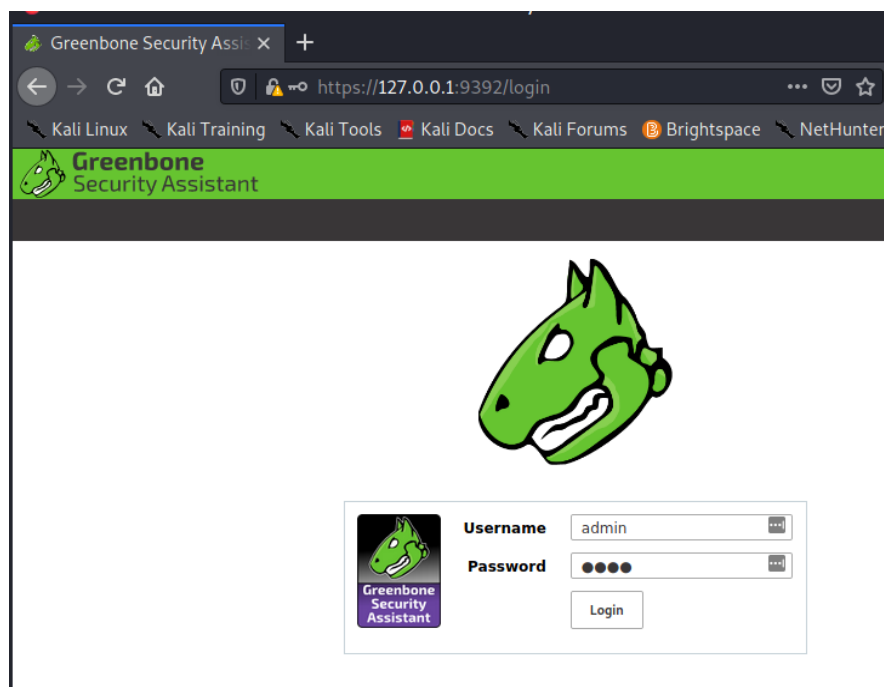 Greenbone Security Assis
https://127.0.0.1:9392/login
Kali Linux Kali Training Kali Tools Kali Docs Kali Forums Brightspace NetHunter
Greenbone
Security Assistant
Username admin
Password
Greenbone
Security
Assistant
Login